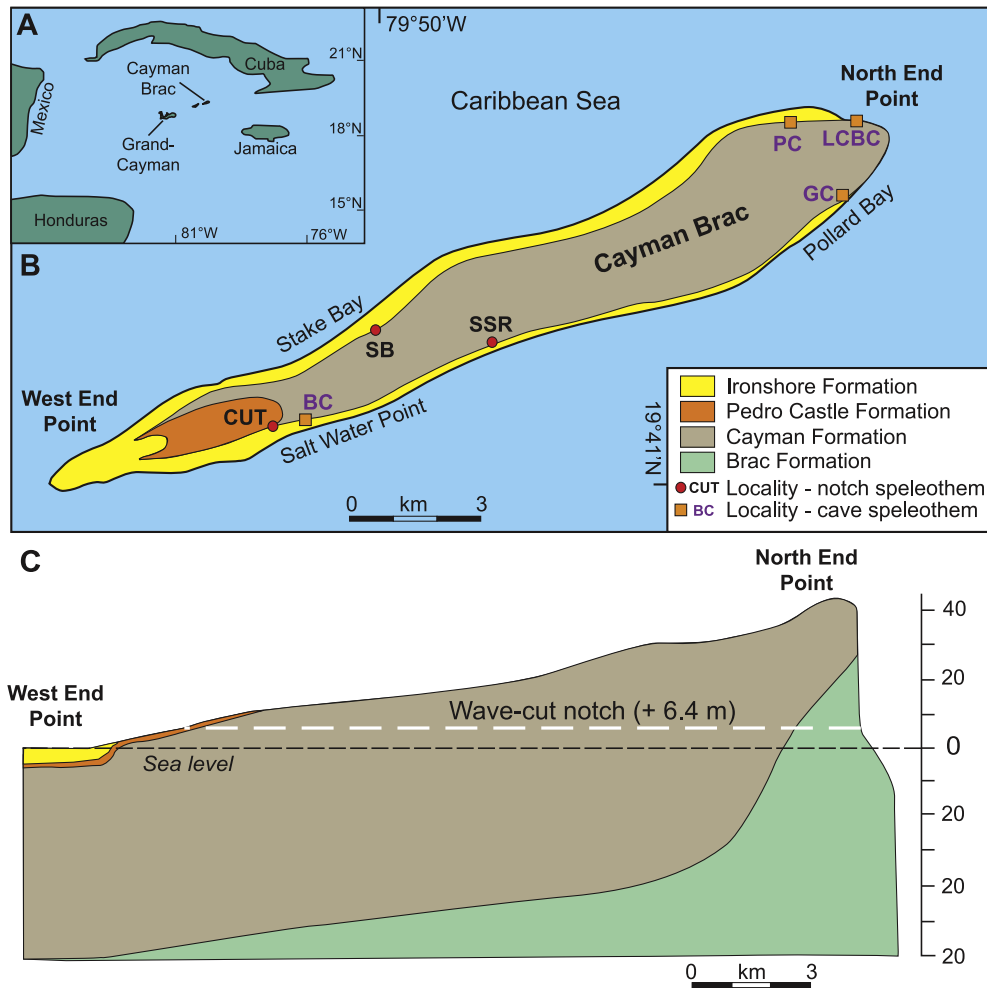 A
79°50'W
21°N
Cuba
Cayman
Brac
Mexico
Grand-
Cayman
18°N
Jamaica
15°N
Honduras
81°W
76°W
Caribbean Sea
North End
Point
PC
LCBC
GC
Pollard Bay
Cayman Brac
B
Stake Bay
SB
SSR
West End
Point
CUT
BC
Salt Water Point
19°41'N
0
km
3
Ironshore Formation
Pedro Castle Formation
Cayman Formation
Brac Formation
CUT Locality - notch speleothem
BC Locality - cave speleothem
C
North End
Point
West End
Point
Wave-cut notch (+ 6.4 m)
Sea level
40
20
0
20
20
20
0
km
3